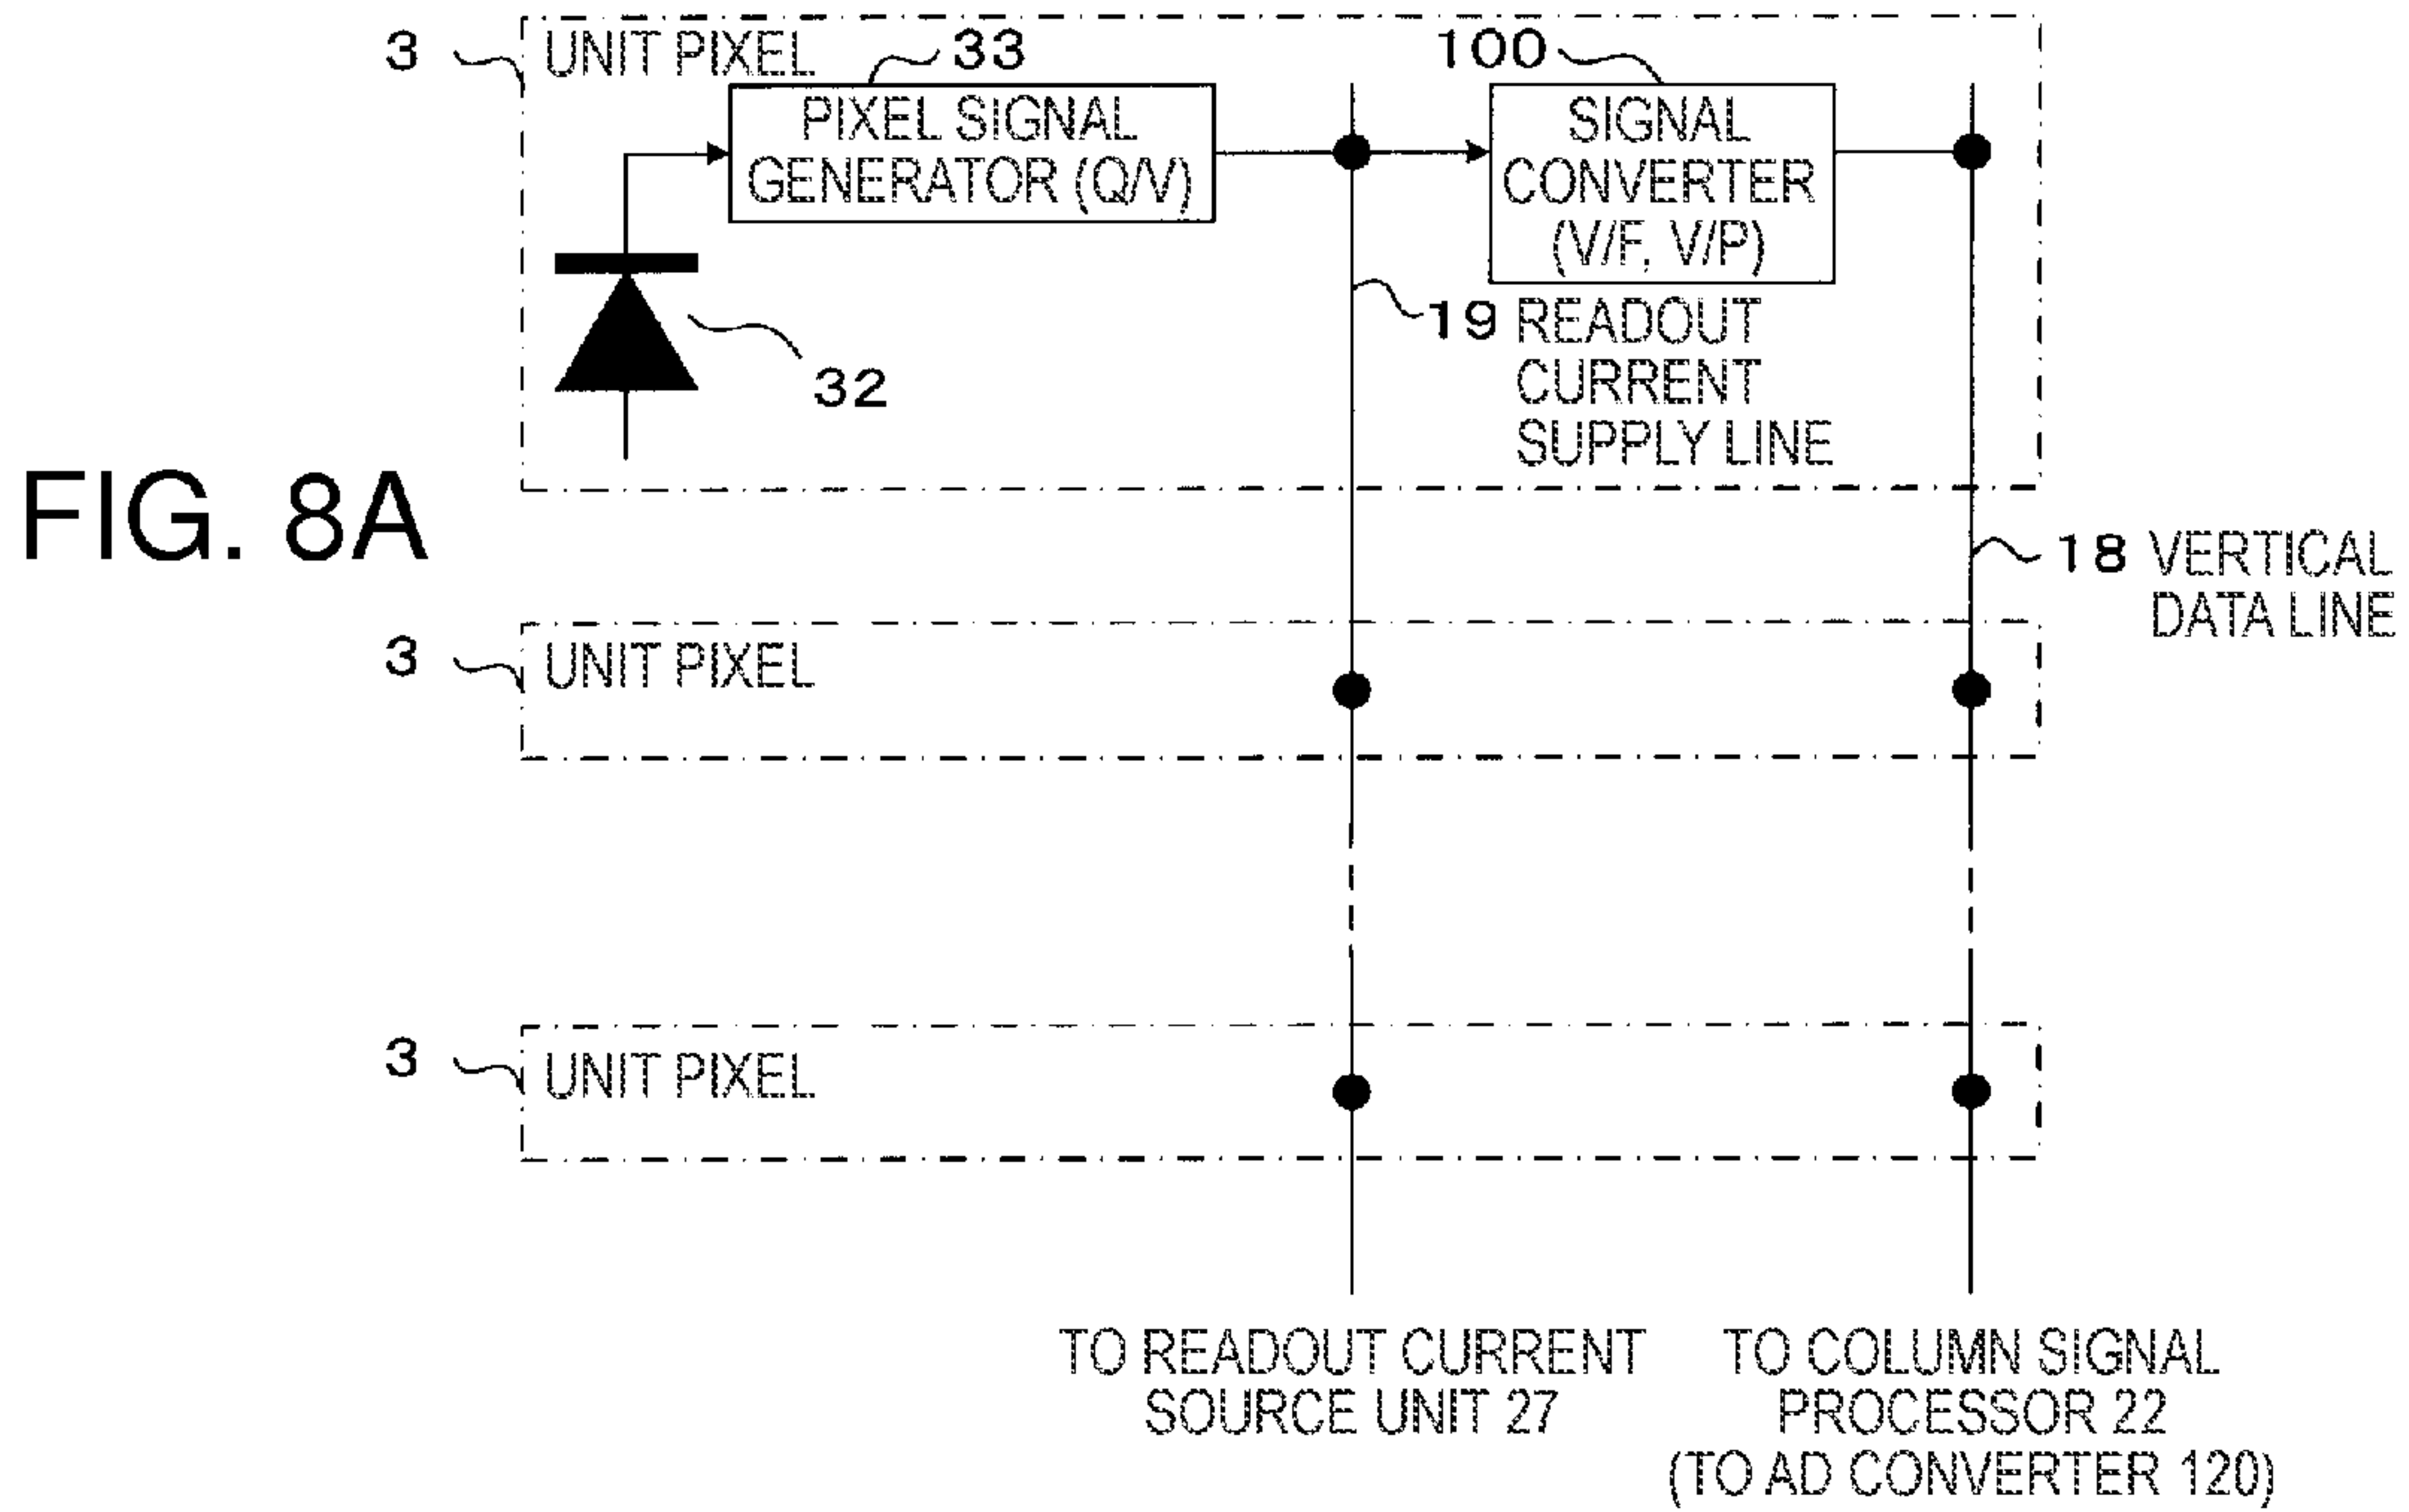 3
UNIT PIXEL
33
100
PIXEL SIGNAL
GENERATOR (Q/V)
SIGNAL
CONVERTER
(V/F, V/P)
32
19 READOUT
CURRENT
SUPPLY LINE
FIG. 8A
18 VERTICAL
DATA LINE
3
UNIT PIXEL
3
UNIT PIXEL
TO READOUT CURRENT
SOURCE UNIT 27
TO COLUMN SIGNAL
PROCESSOR 22
(TO AD CONVERTER 120)